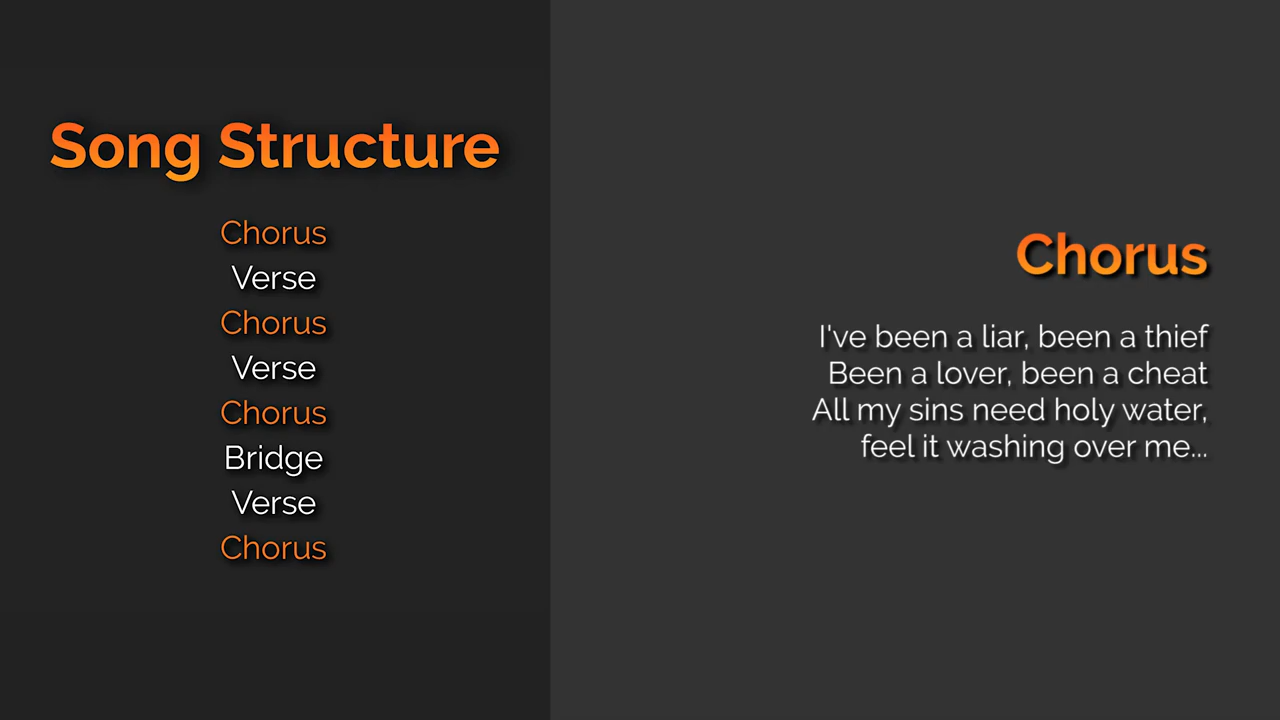 Song Structure
Chorus
Verse
Chorus
Verse
Chorus
Bridge
Verse
Chorus
Chorus
I've been a liar, been a thief
Been a lover, been a cheat
All my sins need holy water,
feel it washing over me...